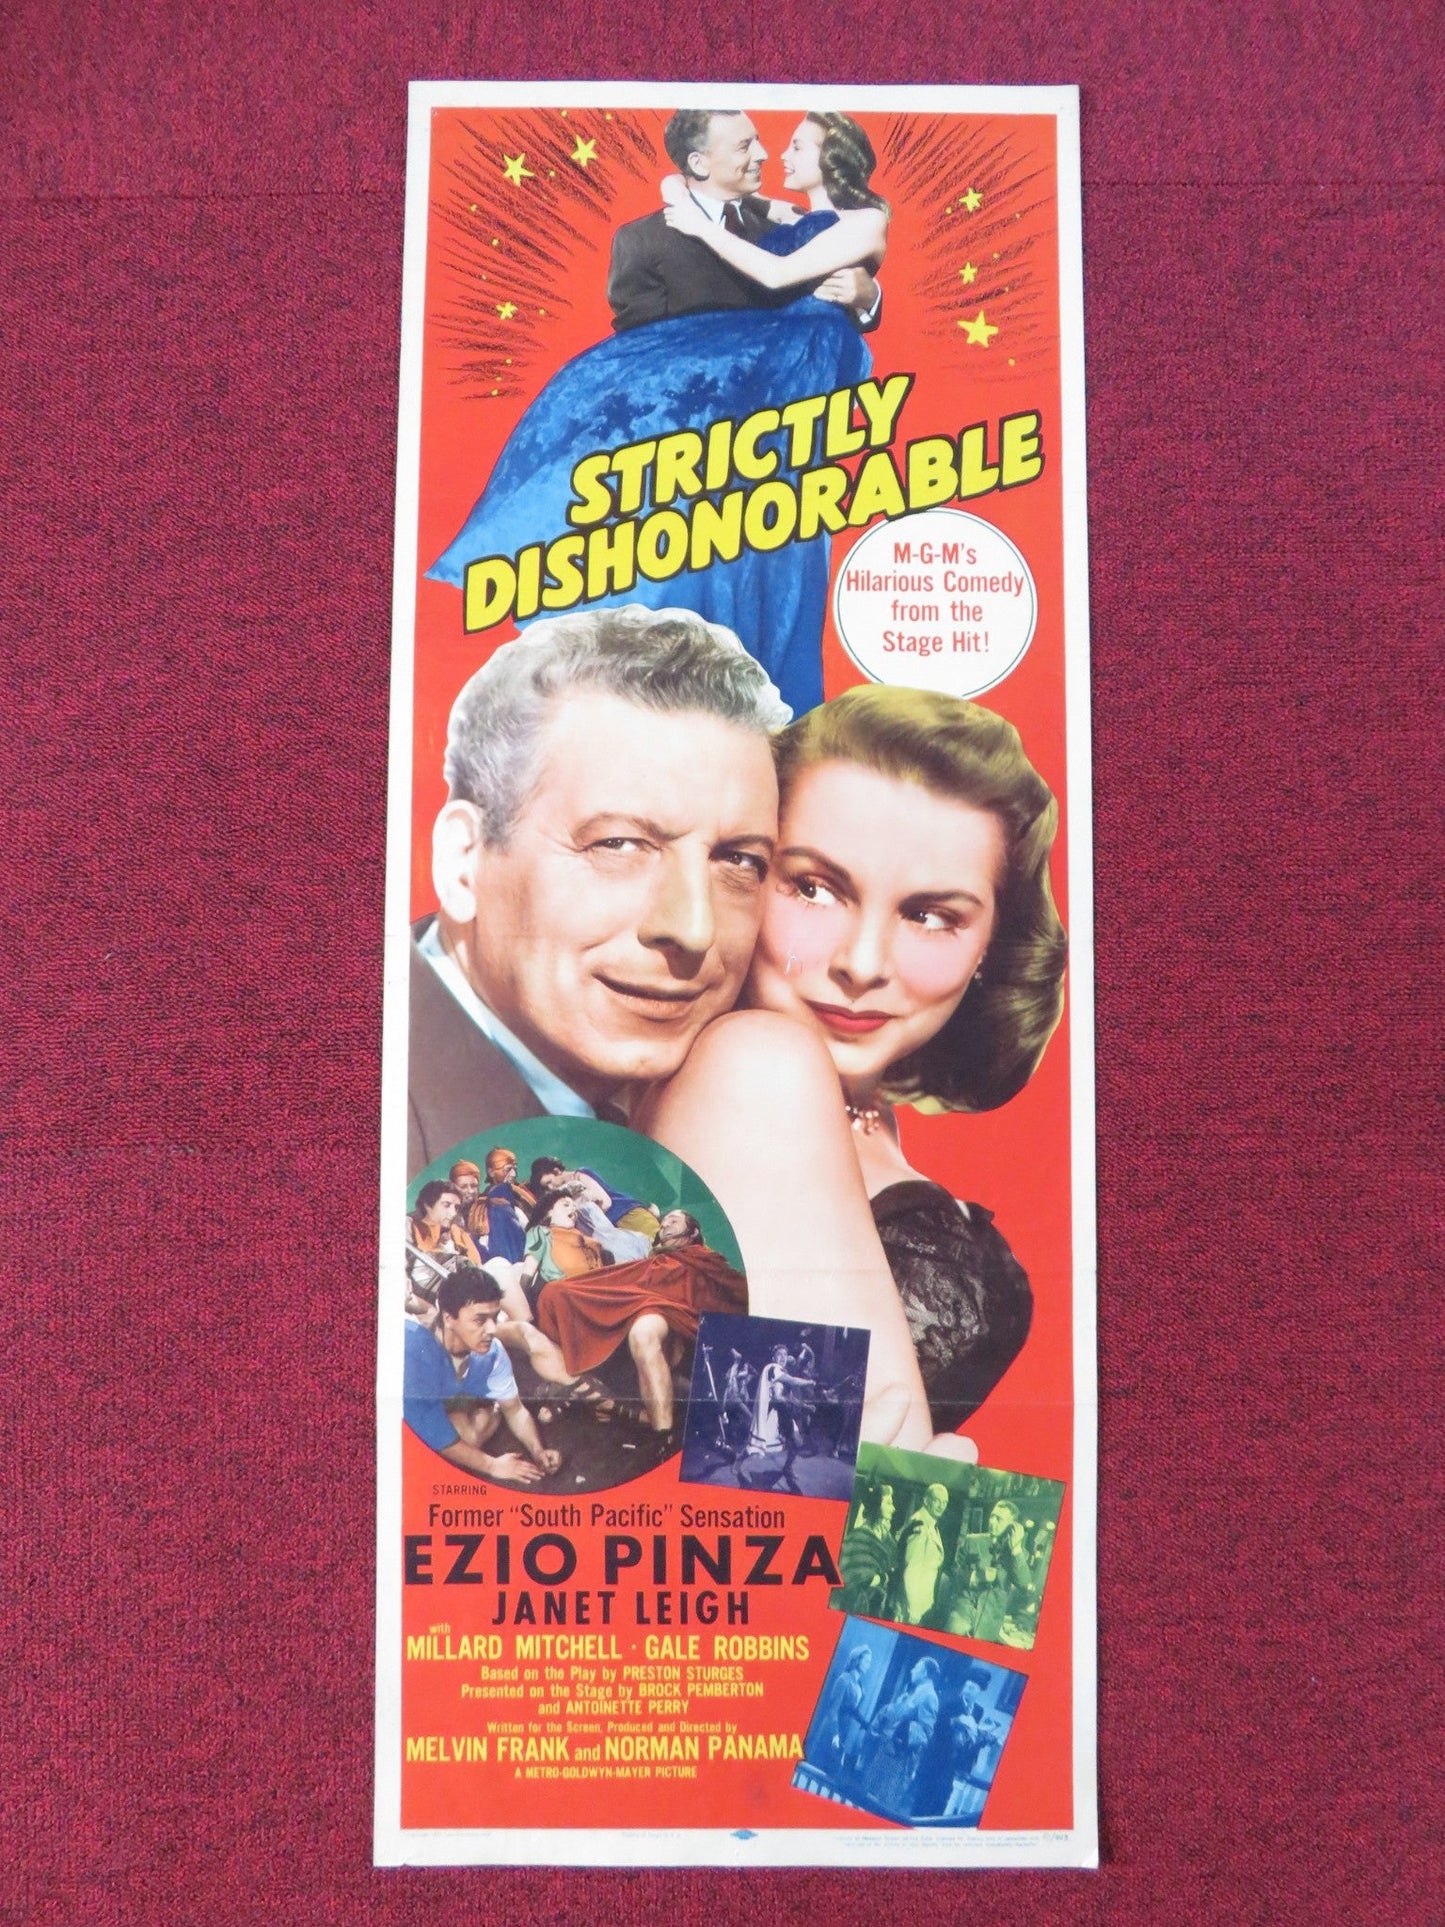 STRICTLY
DISHONORABLE
M-G-M's
Hilarious Comedy
from the
Stage Hit!
STARRING
Former "South Pacific" Sensation
EZIO PINZA
JANET LEIGH
with
MILLARD MITCHELL · GALE ROBBINS
Based on the Play by PRESTON STURGES
Presented on the Stage by BROCK PEMBERTON
and ANTOINETTE PERRY
Written for the Screen, Produced and Directed by
MELVIN FRANK and NORMAN PANAMA
A METRO-GOLDWYN-MAYER PICTURE